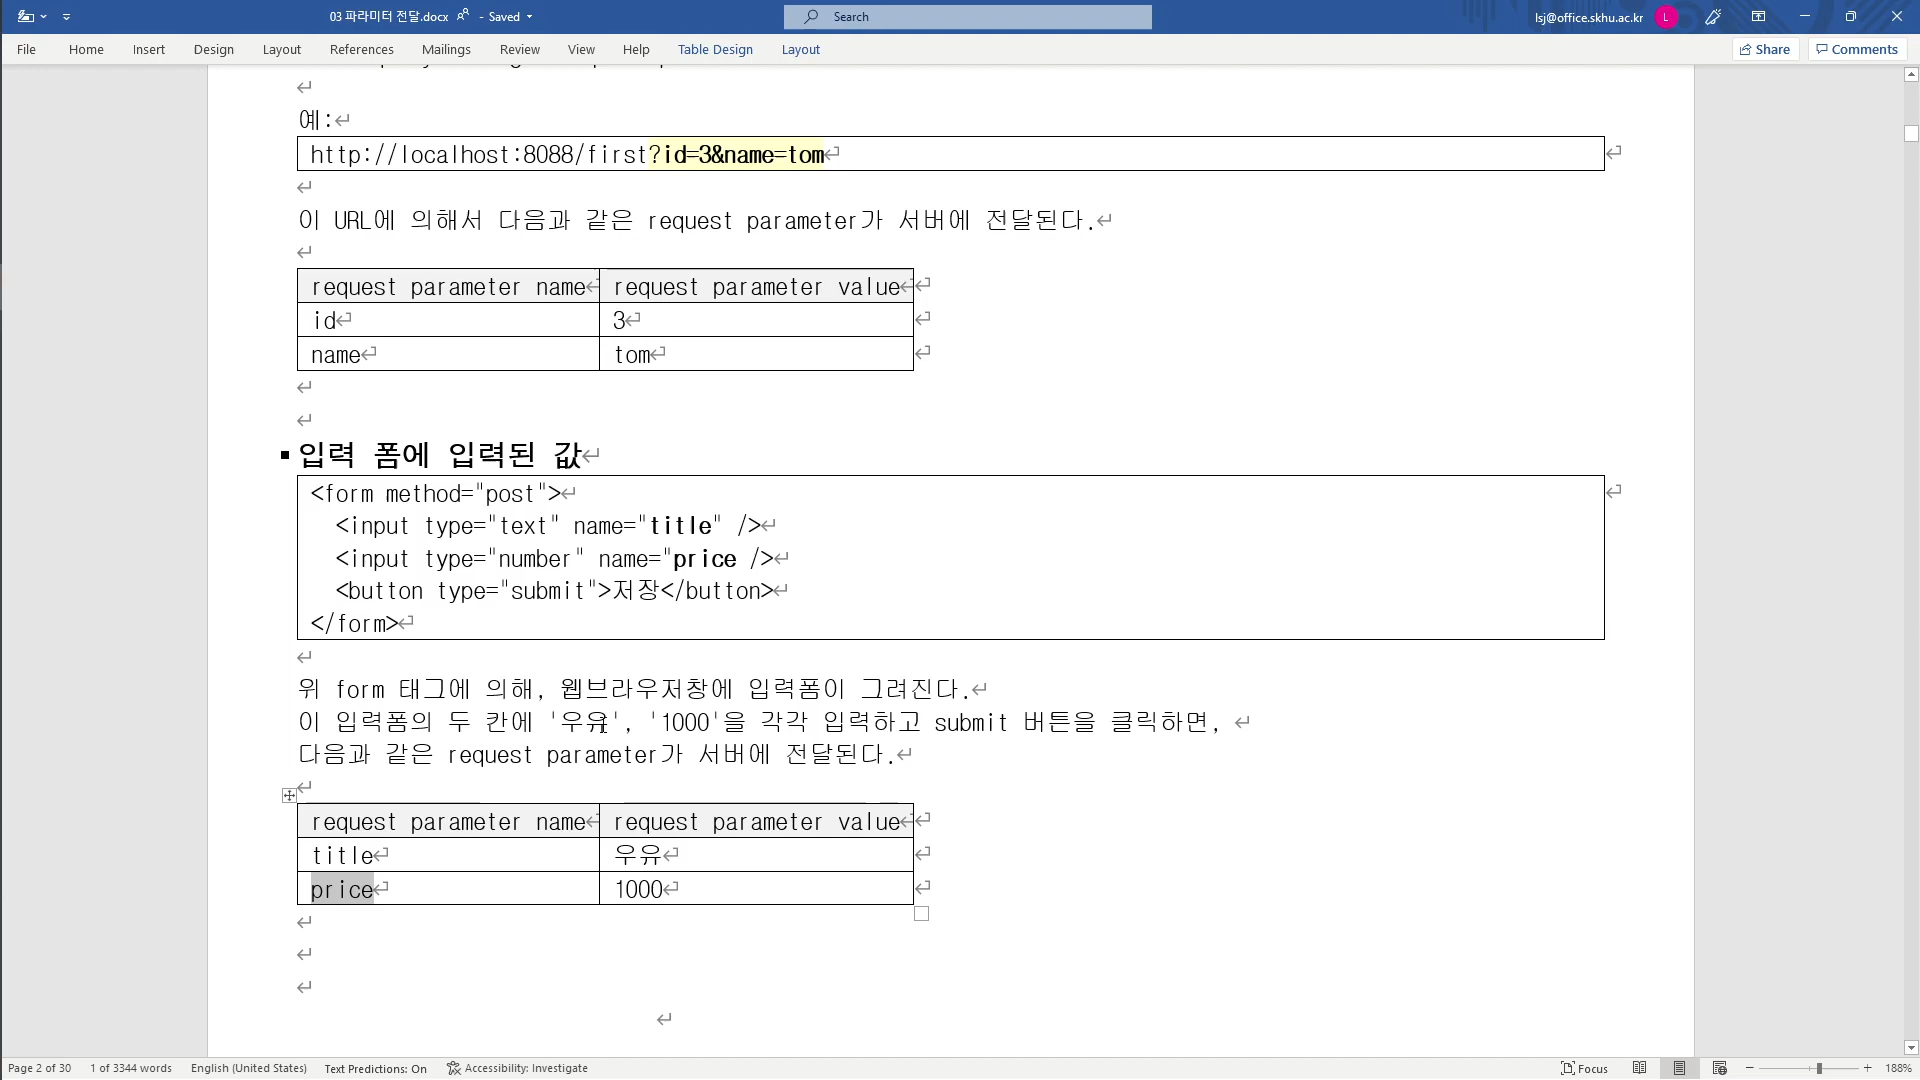 03 파라미터 전달.docx - Saved
Search
lsj@office.skhu.ac.kr L
File Home Insert Draw Design Layout References Mailings Review View Help Table Design Layout
Share Comments
예:
http://localhost:8088/first?id=3&name=tom
이 URL에 의해서 다음과 같은 request parameter가 서버에 전달된다.
request parameter name request parameter value
id 3
name tom
입력 폼에 입력된 값
<form method="post">
<input type="text" name="title" />
<input type="number" name="price />
<button type="submit">저장</button>
</form>
위 form 태그에 의해, 웹브라우저창에 입력폼이 그려진다.
이 입력폼의 두 칸에 '우유', '1000'을 각각 입력하고 submit 버튼을 클릭하면,
다음과 같은 request parameter가 서버에 전달된다.
request parameter name request parameter value
title 우유
price 1000
Page 2 of 30 1 of 3344 words English (United States) Text Predictions: On Accessibility: Investigate Focus 188%